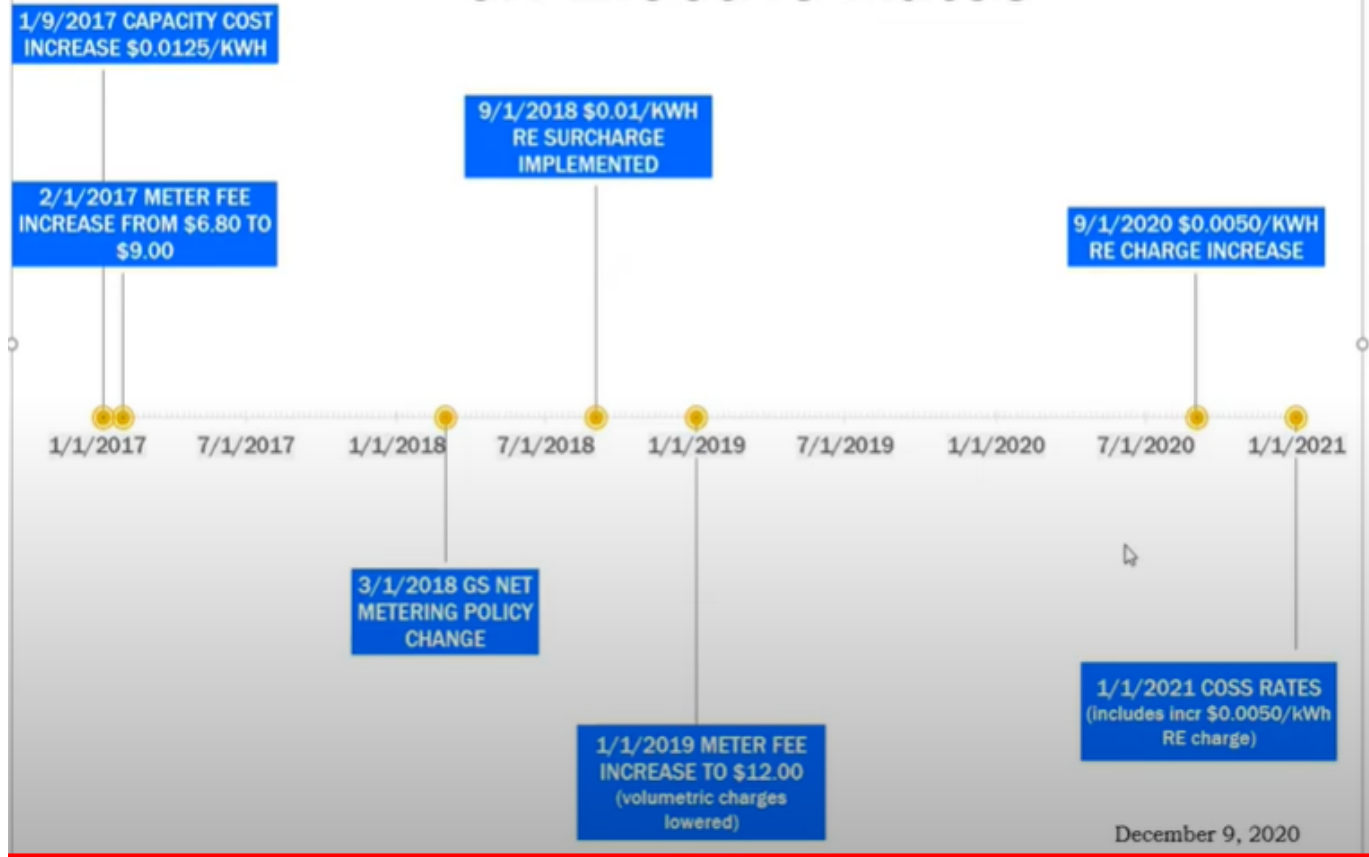 1/9/2017 CAPACITY COST
INCREASE $0.0125/KWH
9/1/2018 $0.01/KWH
RE SURCHARGE
IMPLEMENTED
2/1/2017 METER FEE
INCREASE FROM $6.80 TO
$9.00
9/1/2020 $0.0050/KWH
RE CHARGE INCREASE
1/1/2017
7/1/2017
1/1/2018
7/1/2018
1/1/2019
7/1/2019
1/1/2020
7/1/2020
1/1/2021
3/1/2018 GS NET
METERING POLICY
CHANGE
1/1/2021 COSS RATES
(includes incr $0.0050/kWh
RE charge)
1/1/2019 METER FEE
INCREASE TO $12.00
(volumetric charges
lowered)
December 9, 2020